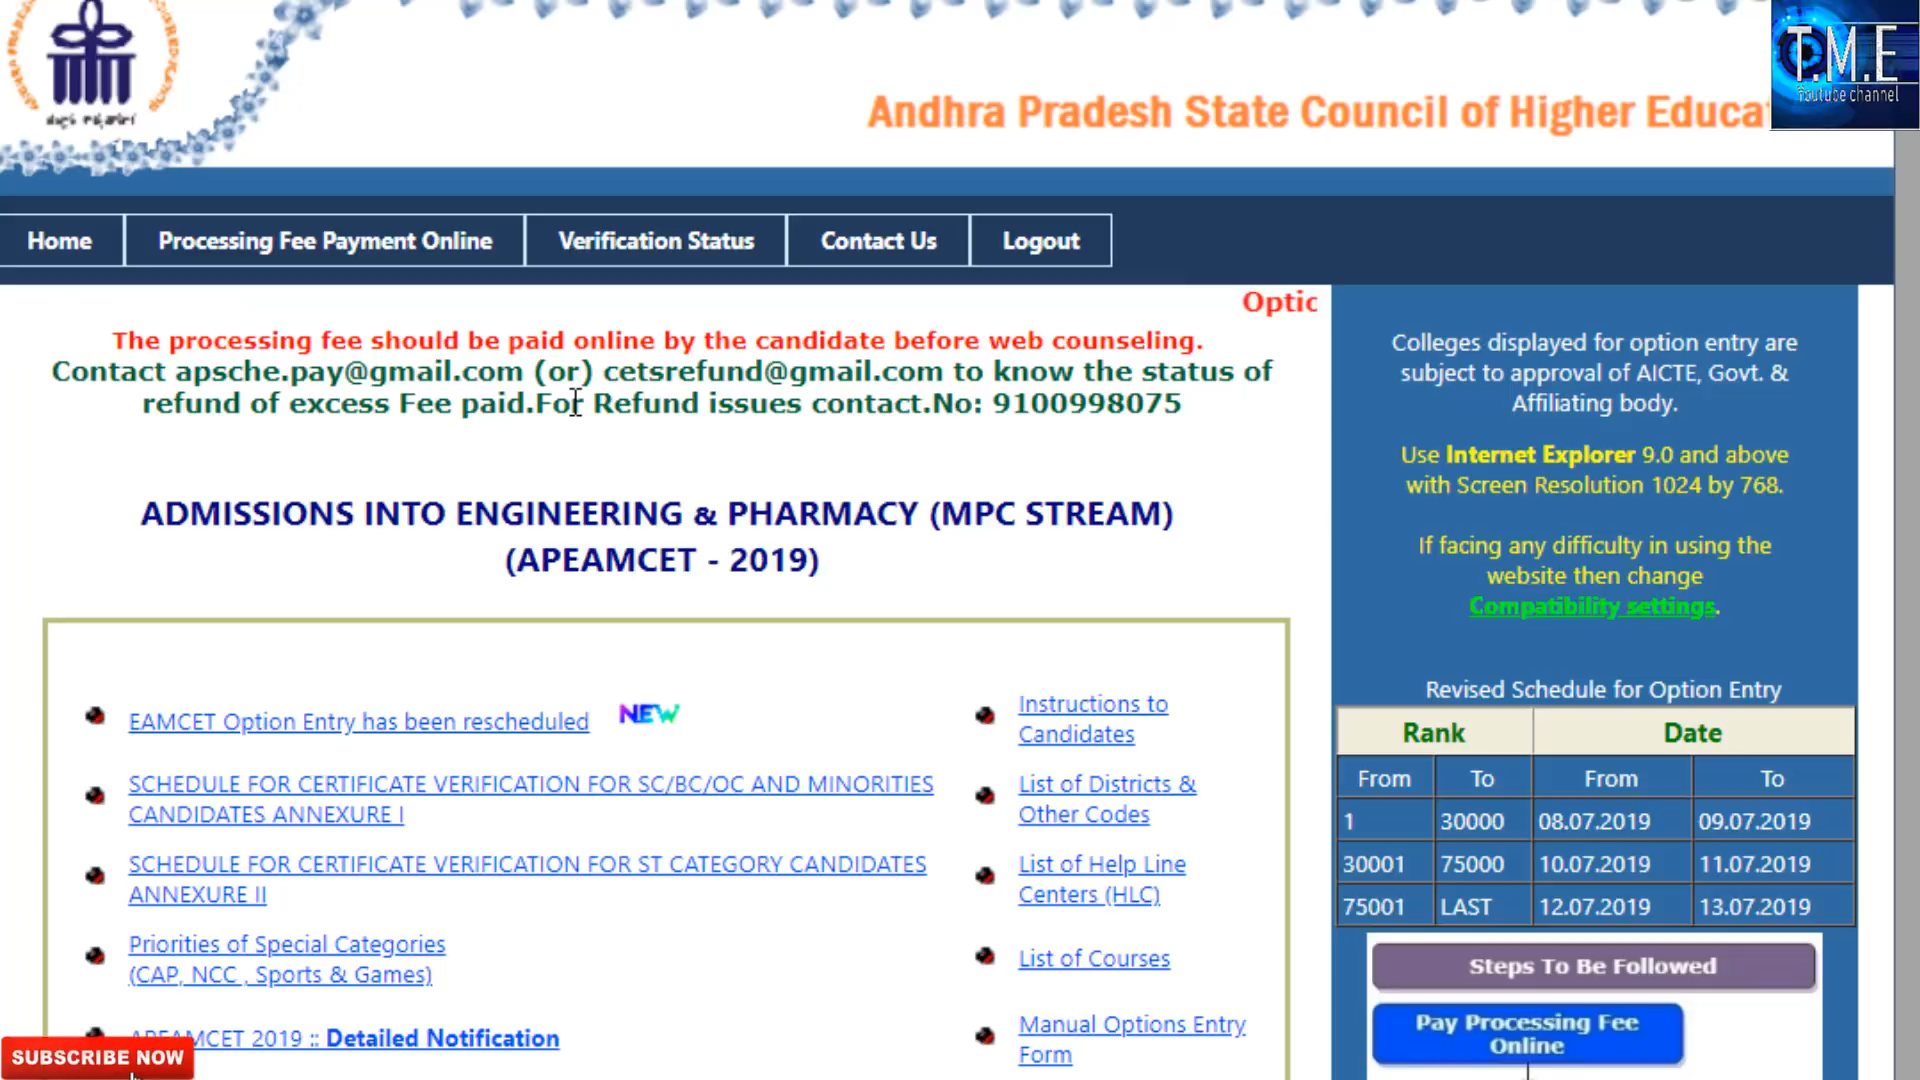 Andhra Pradesh State Council of Higher Educa
T.M.E
Youtube channel
Home
Processing Fee Payment Online
Verification Status
Contact Us
Logout
Optic
The processing fee should be paid online by the candidate before web counseling.
Contact apsche.pay@gmail.com (or) cetsrefund@gmail.com to know the status of
refund of excess Fee paid.For Refund issues contact.No: 9100998075
ADMISSIONS INTO ENGINEERING & PHARMACY (MPC STREAM)
(APEAMCET - 2019)
EAMCET Option Entry has been rescheduled NEW
SCHEDULE FOR CERTIFICATE VERIFICATION FOR SC/BC/OC AND MINORITIES
CANDIDATES ANNEXURE I
SCHEDULE FOR CERTIFICATE VERIFICATION FOR ST CATEGORY CANDIDATES
ANNEXURE II
Priorities of Special Categories
(CAP, NCC , Sports & Games)
APEAMCET 2019 :: Detailed Notification
Instructions to
Candidates
List of Districts &
Other Codes
List of Help Line
Centers (HLC)
List of Courses
Manual Options Entry
Form
Colleges displayed for option entry are
subject to approval of AICTE, Govt. &
Affiliating body.
Use Internet Explorer 9.0 and above
with Screen Resolution 1024 by 768.
If facing any difficulty in using the
website then change
Compatibility settings.
Revised Schedule for Option Entry
Rank Date
From To From To
1 30000 08.07.2019 09.07.2019
30001 75000 10.07.2019 11.07.2019
75001 LAST 12.07.2019 13.07.2019
Steps To Be Followed
Pay Processing Fee
Online
SUBSCRIBE NOW